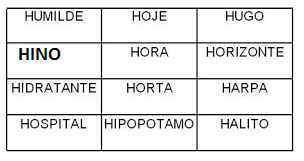 HUMILDE HOJE HUGO
HINO HORA HORIZONTE
HIDRATANTE HORTA HARPA
HOSPITAL HIPOPOTAMO HALITO